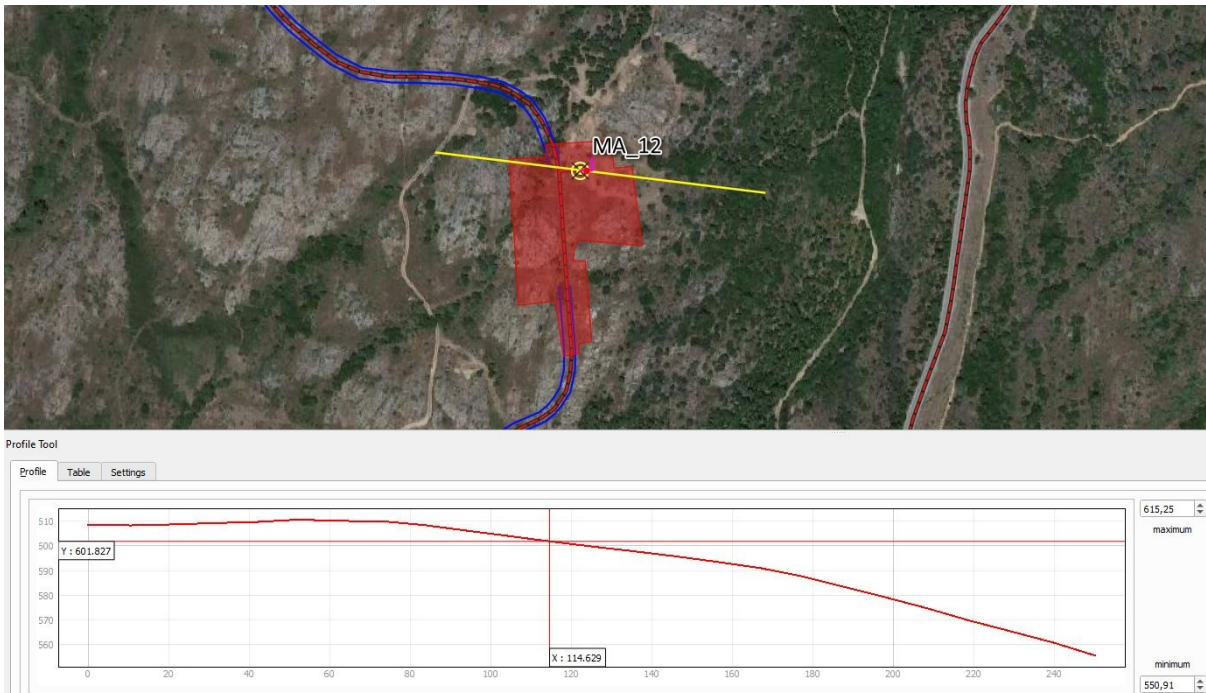 MA_12
Profile Tool
Profile Table Settings
615,25
maximum
510
500
Y : 601.827
590
580
570
560
X : 114.629
0 20 40 60 80 100 120 140 160 180 200 220 240
minimum
550,91